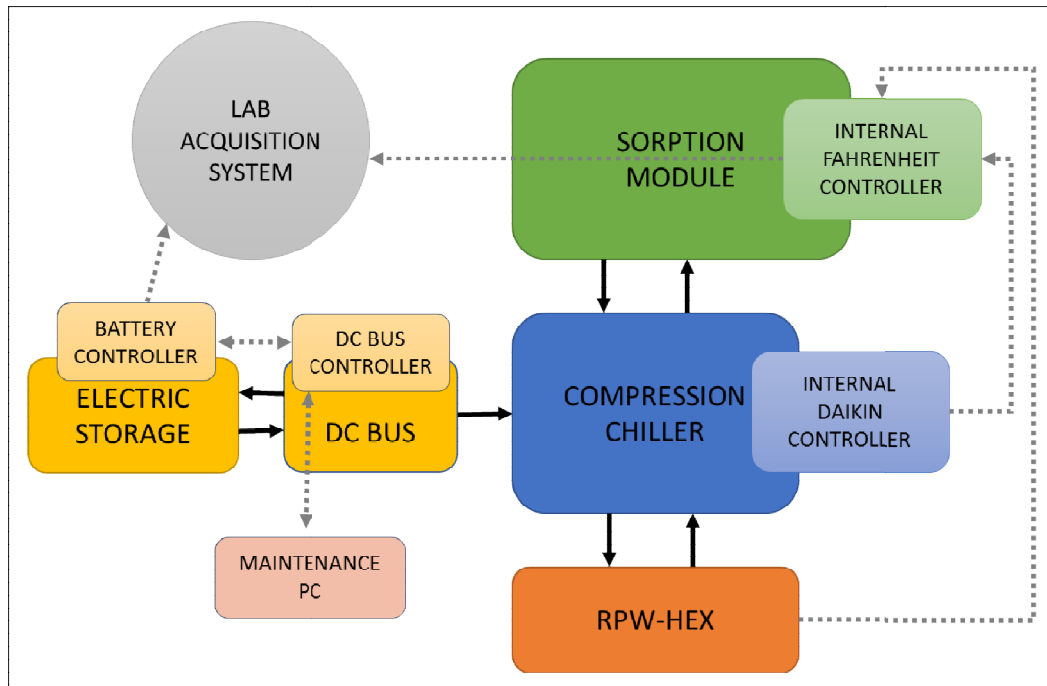 LAB
ACQUISITION
SYSTEM
SORPTION
MODULE
INTERNAL
FAHRENHEIT
CONTROLLER
BATTERY
CONTROLLER
DC BUS
CONTROLLER
ELECTRIC
STORAGE
DC BUS
COMPRESSION
CHILLER
INTERNAL
DAIKIN
CONTROLLER
MAINTENANCE
PC
RPW-HEX